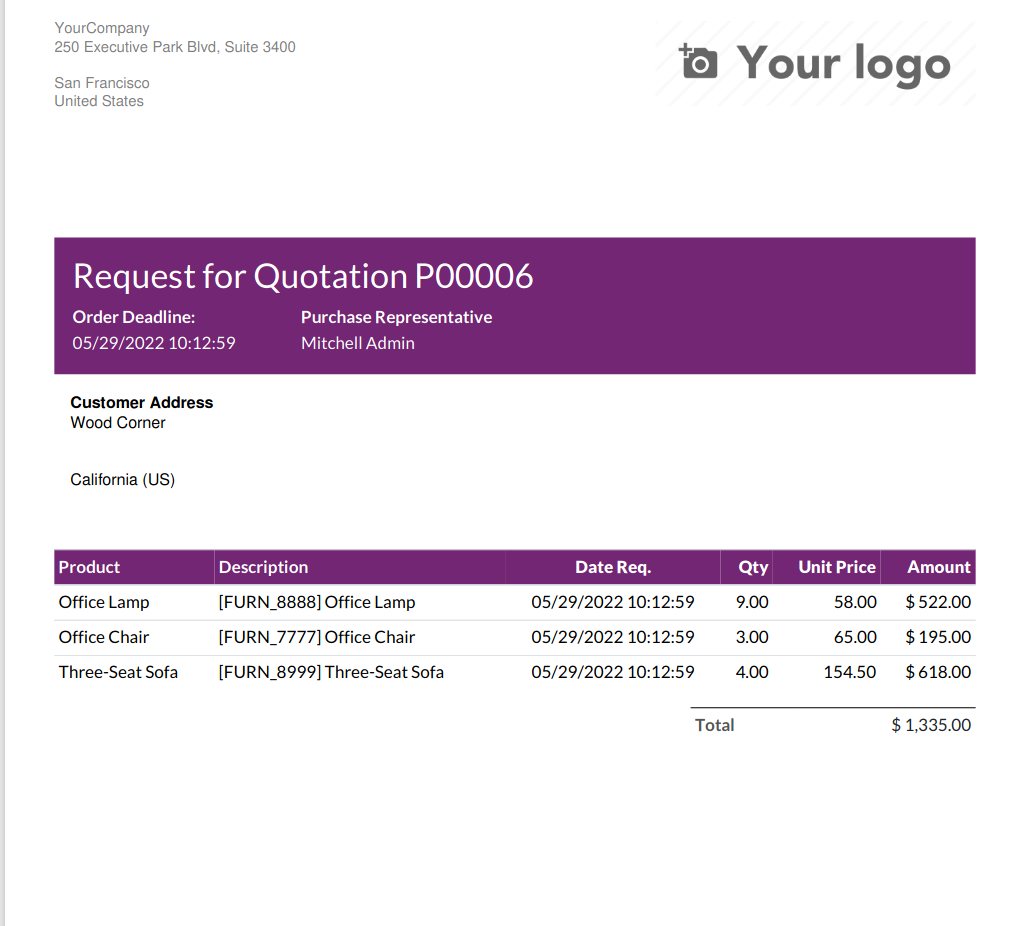 YourCompany
250 Executive Park Blvd, Suite 3400
San Francisco
United States
Your logo
Request for Quotation P00006
Order Deadline: Purchase Representative
05/29/2022 10:12:59 Mitchell Admin
Customer Address
Wood Corner
California (US)
Product Description Date Req. Qty Unit Price Amount
Office Lamp [FURN_8888] Office Lamp 05/29/2022 10:12:59 9.00 58.00 $ 522.00
Office Chair [FURN_7777] Office Chair 05/29/2022 10:12:59 3.00 65.00 $ 195.00
Three-Seat Sofa [FURN_8999] Three-Seat Sofa 05/29/2022 10:12:59 4.00 154.50 $ 618.00
Total $ 1,335.00